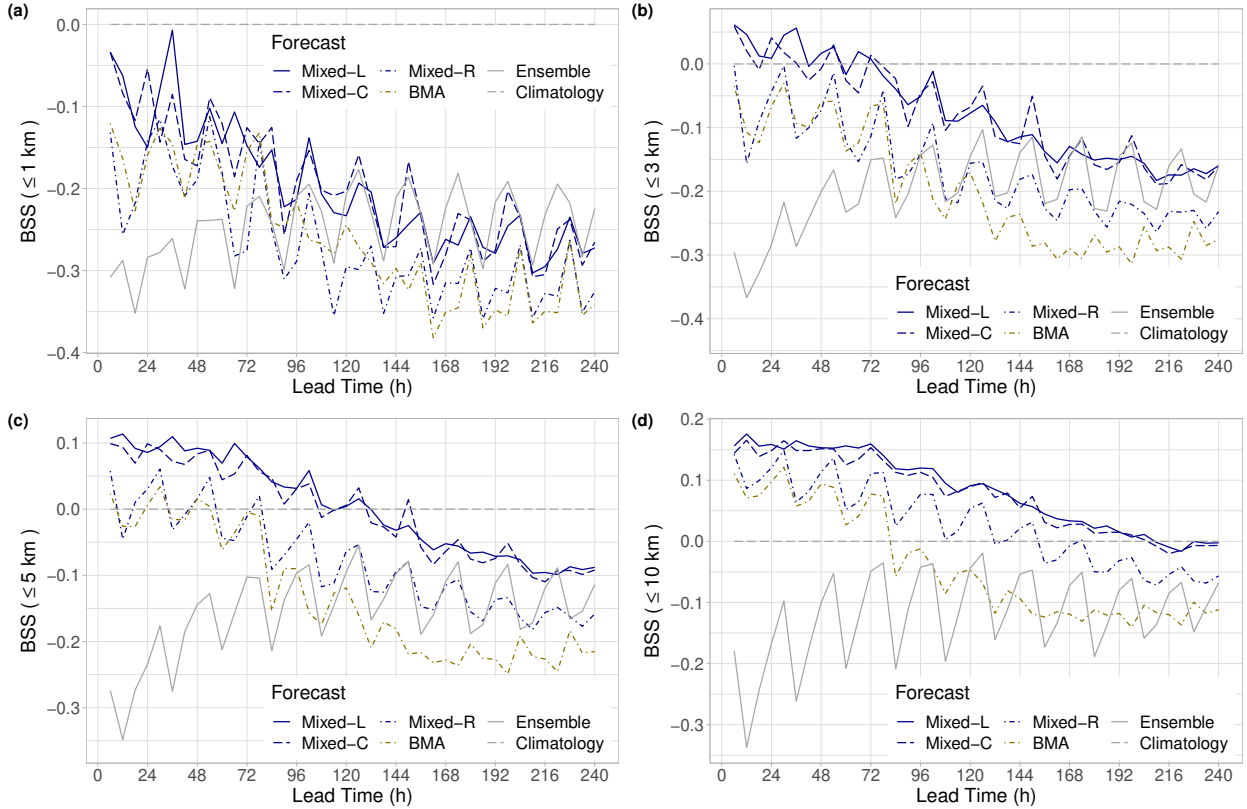 (a)
0.0
−0.1
−0.2
−0.3
−0.4
BSS ( ≤ 1 km)
Forecast
Mixed−L Mixed−R Ensemble
Mixed−C BMA Climatology
0 24 48 72 96 120 144 168 192 216 240
Lead Time (h)
(b)
0.1
0.0
−0.1
−0.2
−0.3
−0.4
BSS ( ≤ 3 km)
Forecast
Mixed−L Mixed−R Ensemble
Mixed−C BMA Climatology
0 24 48 72 96 120 144 168 192 216 240
Lead Time (h)
(c)
0.1
0.0
−0.1
−0.2
−0.3
BSS ( ≤ 5 km)
Forecast
Mixed−L Mixed−R Ensemble
Mixed−C BMA Climatology
0 24 48 72 96 120 144 168 192 216 240
Lead Time (h)
(d)
0.2
0.1
0.0
−0.1
−0.2
−0.3
BSS ( ≤ 10 km)
Forecast
Mixed−L Mixed−R Ensemble
Mixed−C BMA Climatology
0 24 48 72 96 120 144 168 192 216 240
Lead Time (h)